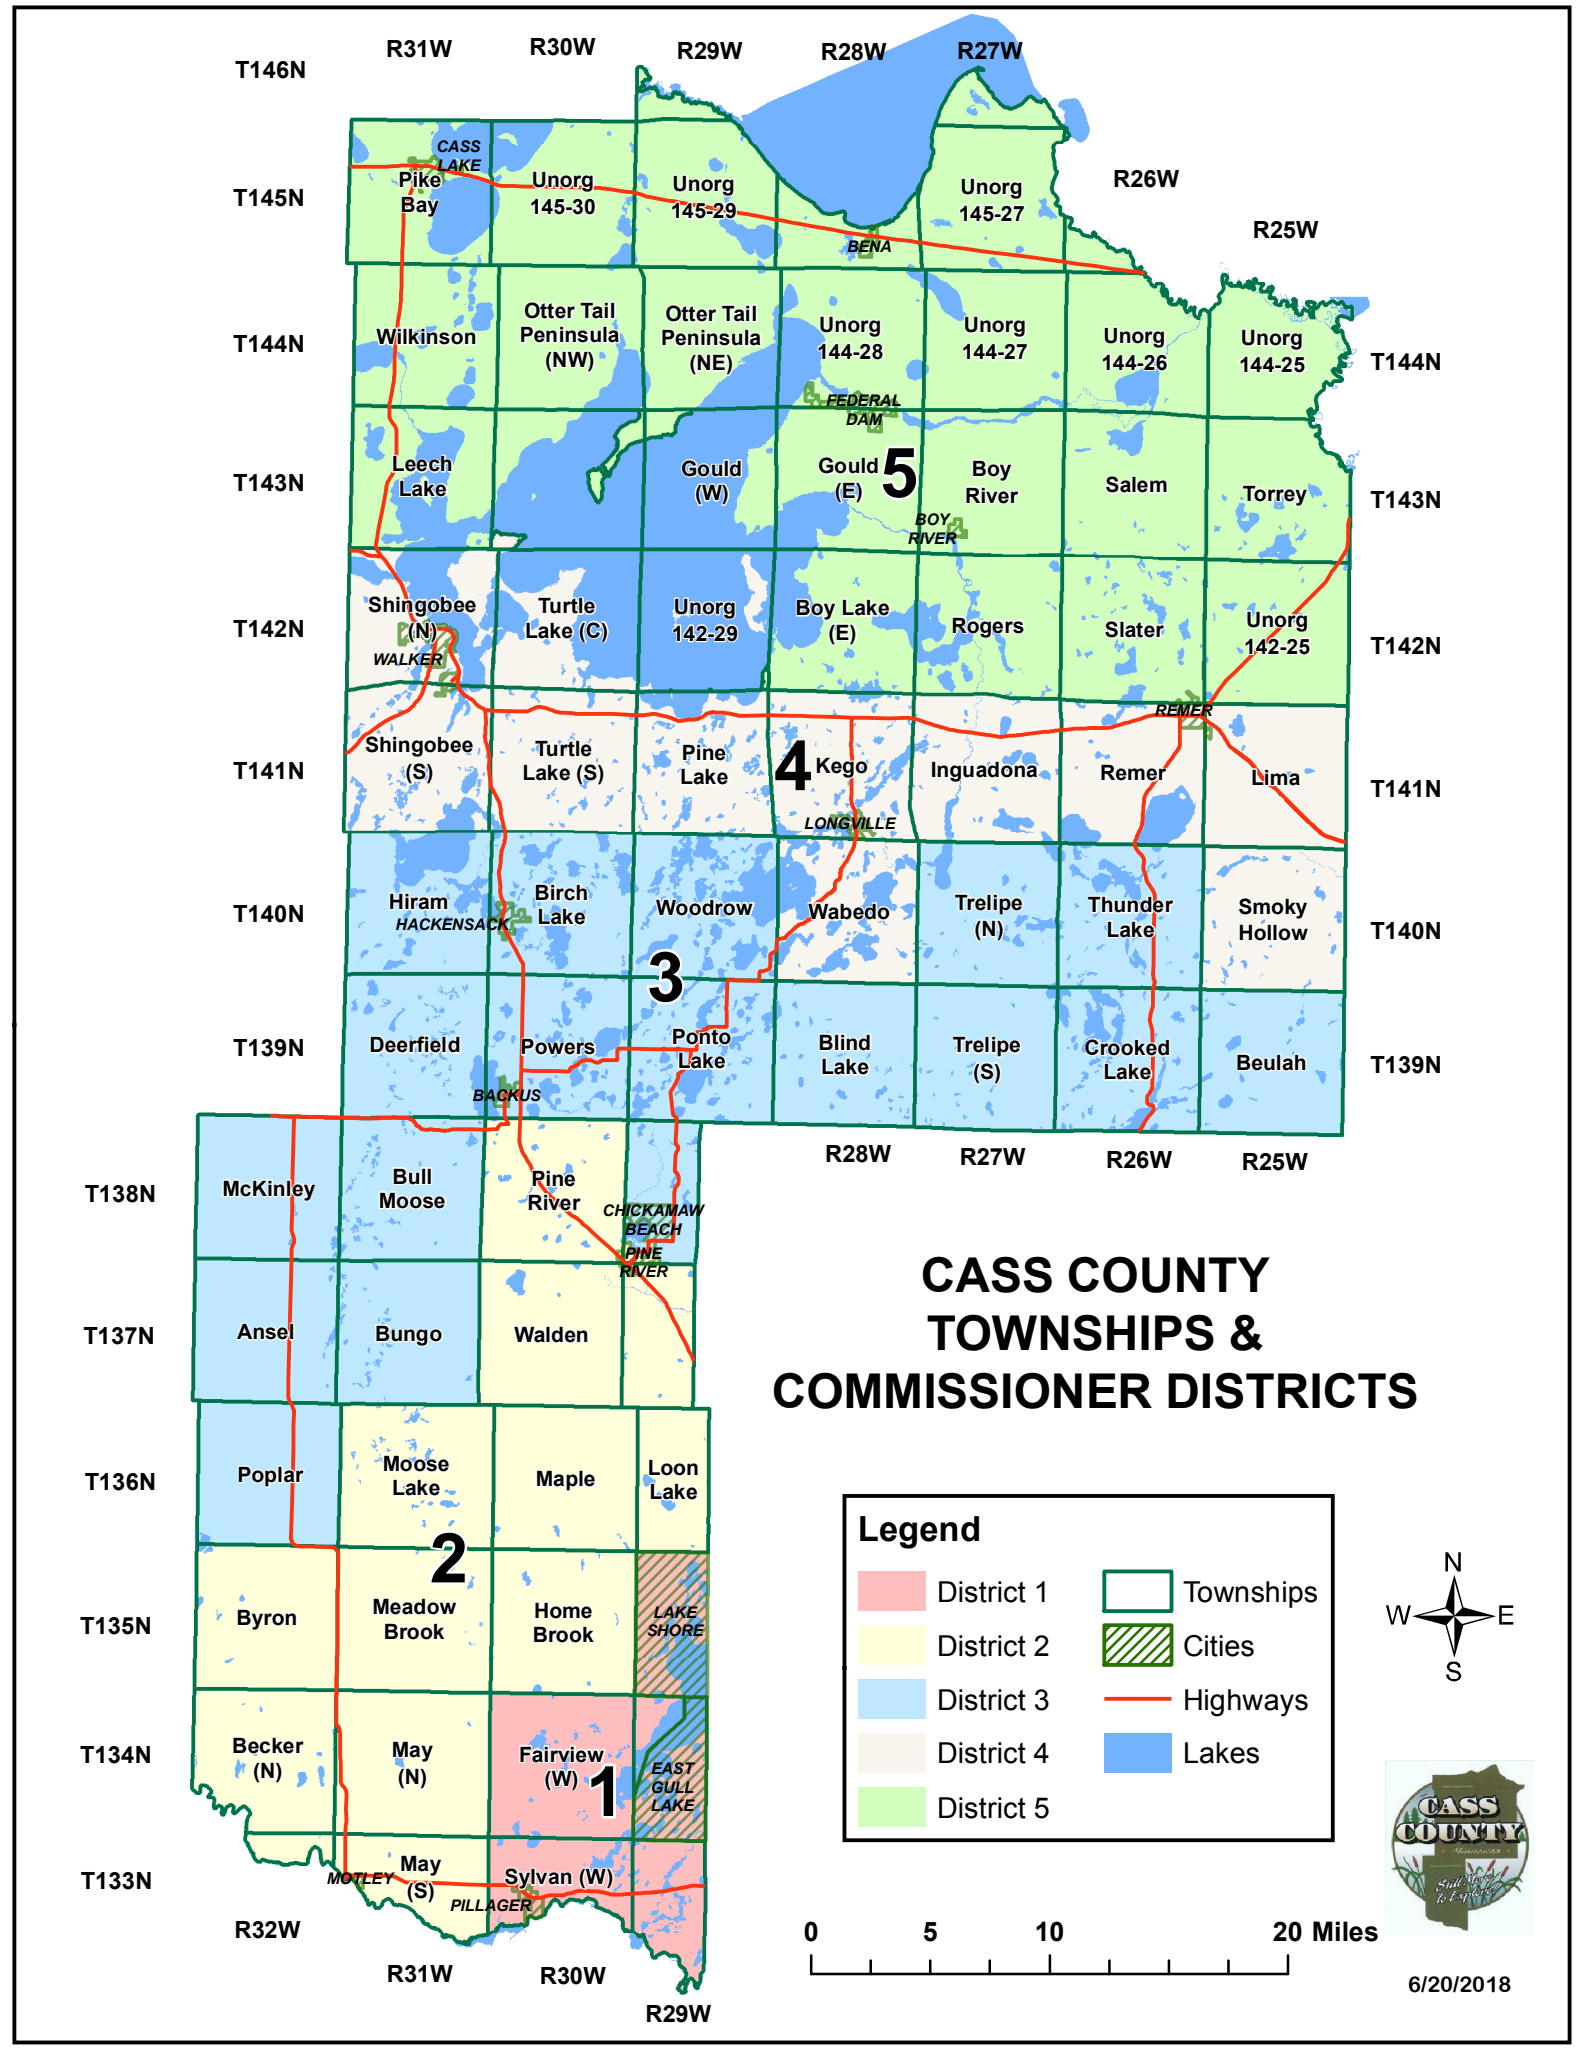 R31W
R30W
R29W
R28W
R27W
T146N
CASS
LAKE
Pike
Bay
T145N
Unorg
145-30
Unorg
145-29
Unorg
145-27
R26W
R25W
BENA
T144N
Wilkinson
Otter Tail
Peninsula
(NW)
Otter Tail
Peninsula
(NE)
Unorg
144-28
Unorg
144-27
Unorg
144-26
Unorg
144-25
T144N
FEDERAL
DAM
T143N
Leech
Lake
Gould
(W)
Gould
(E)
5
Boy
River
Salem
Torrey
T143N
BOY
RIVER
T142N
Shingobee
(N)
WALKER
Turtle
Lake (C)
Unorg
142-29
Boy Lake
(E)
Rogers
Slater
Unorg
142-25
T142N
REMER
T141N
Shingobee
(S)
Turtle
Lake (S)
Pine
Lake
4
Kego
Inguadona
Remer
Lima
T141N
LONGVILLE
T140N
Hiram
HACKENSACK
Birch
Lake
Woodrow
Wabedo
Trelipe
(N)
Thunder
Lake
Smoky
Hollow
T140N
3
T139N
Deerfield
Powers
Ponto
Lake
Blind
Lake
Trelipe
(S)
Crooked
Lake
Beulah
T139N
BACKUS
R28W
R27W
R26W
R25W
T138N
McKinley
Bull
Moose
Pine
River
CHICKAMAW
BEACH
PINE
RIVER
T137N
Ansel
Bungo
Walden
CASS COUNTY
TOWNSHIPS &
COMMISSIONER DISTRICTS
T136N
Poplar
Moose
Lake
Maple
Loon
Lake
2
T135N
Byron
Meadow
Brook
Home
Brook
LAKE
SHORE
T134N
Becker
(N)
May
(N)
Fairview
(W)
1
EAST
GULL
LAKE
T133N
MOTLEY
May
(S)
PILLAGER
Sylvan (W)
R32W
R31W
R30W
R29W
Legend
District 1
District 2
District 3
District 4
District 5
Townships
Cities
Highways
Lakes
N
W
E
S
CASS
COUNTY
Minnesota
Still More
to Explore!
0
5
10
20 Miles
6/20/2018